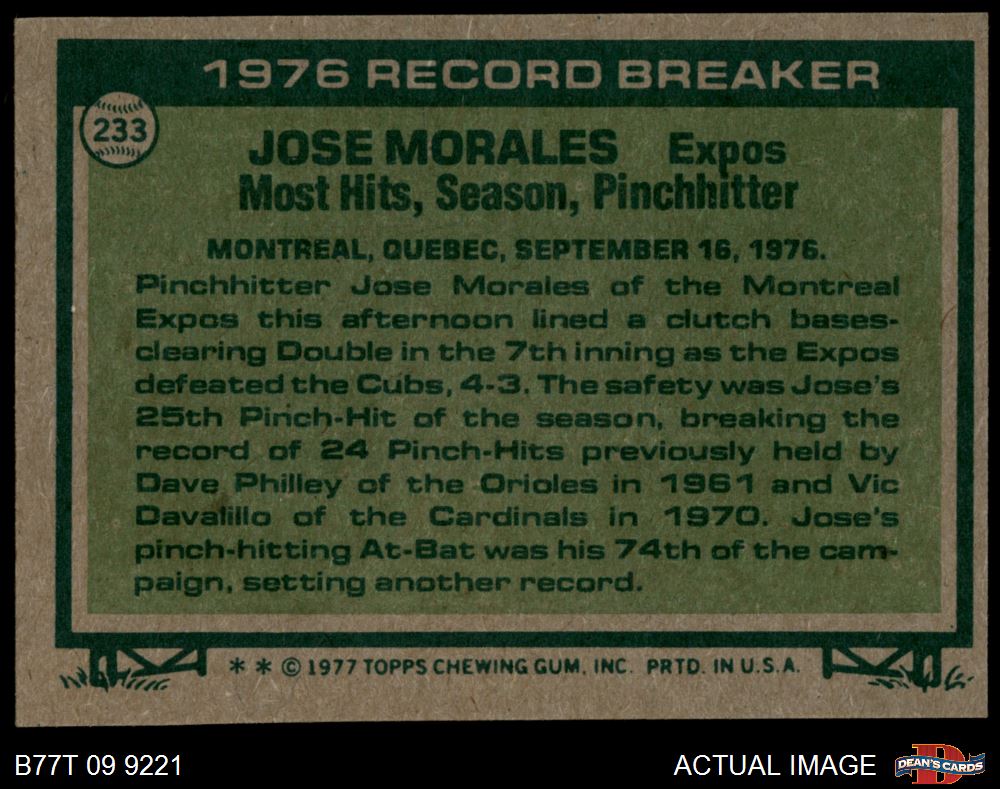 1976 RECORD BREAKER
233
JOSE MORALES Expos
Most Hits, Season, Pinchhitter
MONTREAL, QUEBEC, SEPTEMBER 16, 1976.
Pinchhitter Jose Morales of the Montreal
Expos this afternoon lined a clutch bases-
clearing Double in the 7th inning as the Expos
defeated the Cubs, 4-3. The safety was Jose's
25th Pinch-Hit of the season, breaking the
record of 24 Pinch-Hits previously held by
Dave Philley of the Orioles in 1961 and Vic
Davalillo of the Cardinals in 1970. Jose's
pinch-hitting At-Bat was his 74th of the cam-
paign, setting another record.
* * © 1977 TOPPS CHEWING GUM, INC. PRTD. IN U.S.A.
B77T 09 9221
ACTUAL IMAGE
D
DEAN'S CARDS